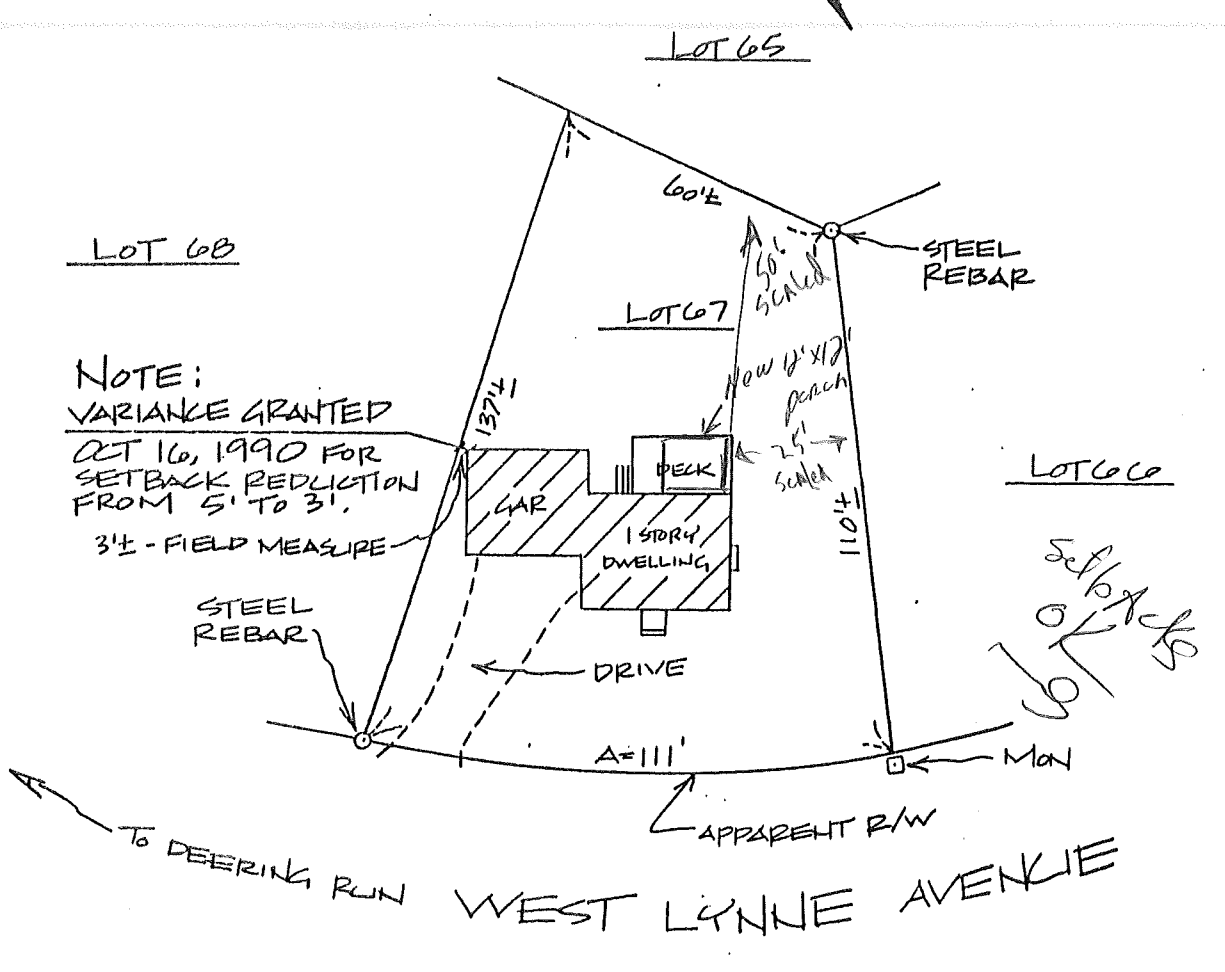 LOT 65
60'±
LOT 68
STEEL
REBAR
50'
scaled
LOT 67
New 12' x 12'
porch
NOTE:
VARIANCE GRANTED
OCT 16, 1990 FOR
SETBACK REDUCTION
FROM 5' TO 3'.
3'± - FIELD MEASURE
137'±
DECK
25'
scaled
LOT 66
GAR
1 STORY
DWELLING
110'±
Setbacks
OK
STEEL
REBAR
DRIVE
A=111'
MON
APPARENT R/W
TO DEERING RUN
WEST LYNNE AVENUE